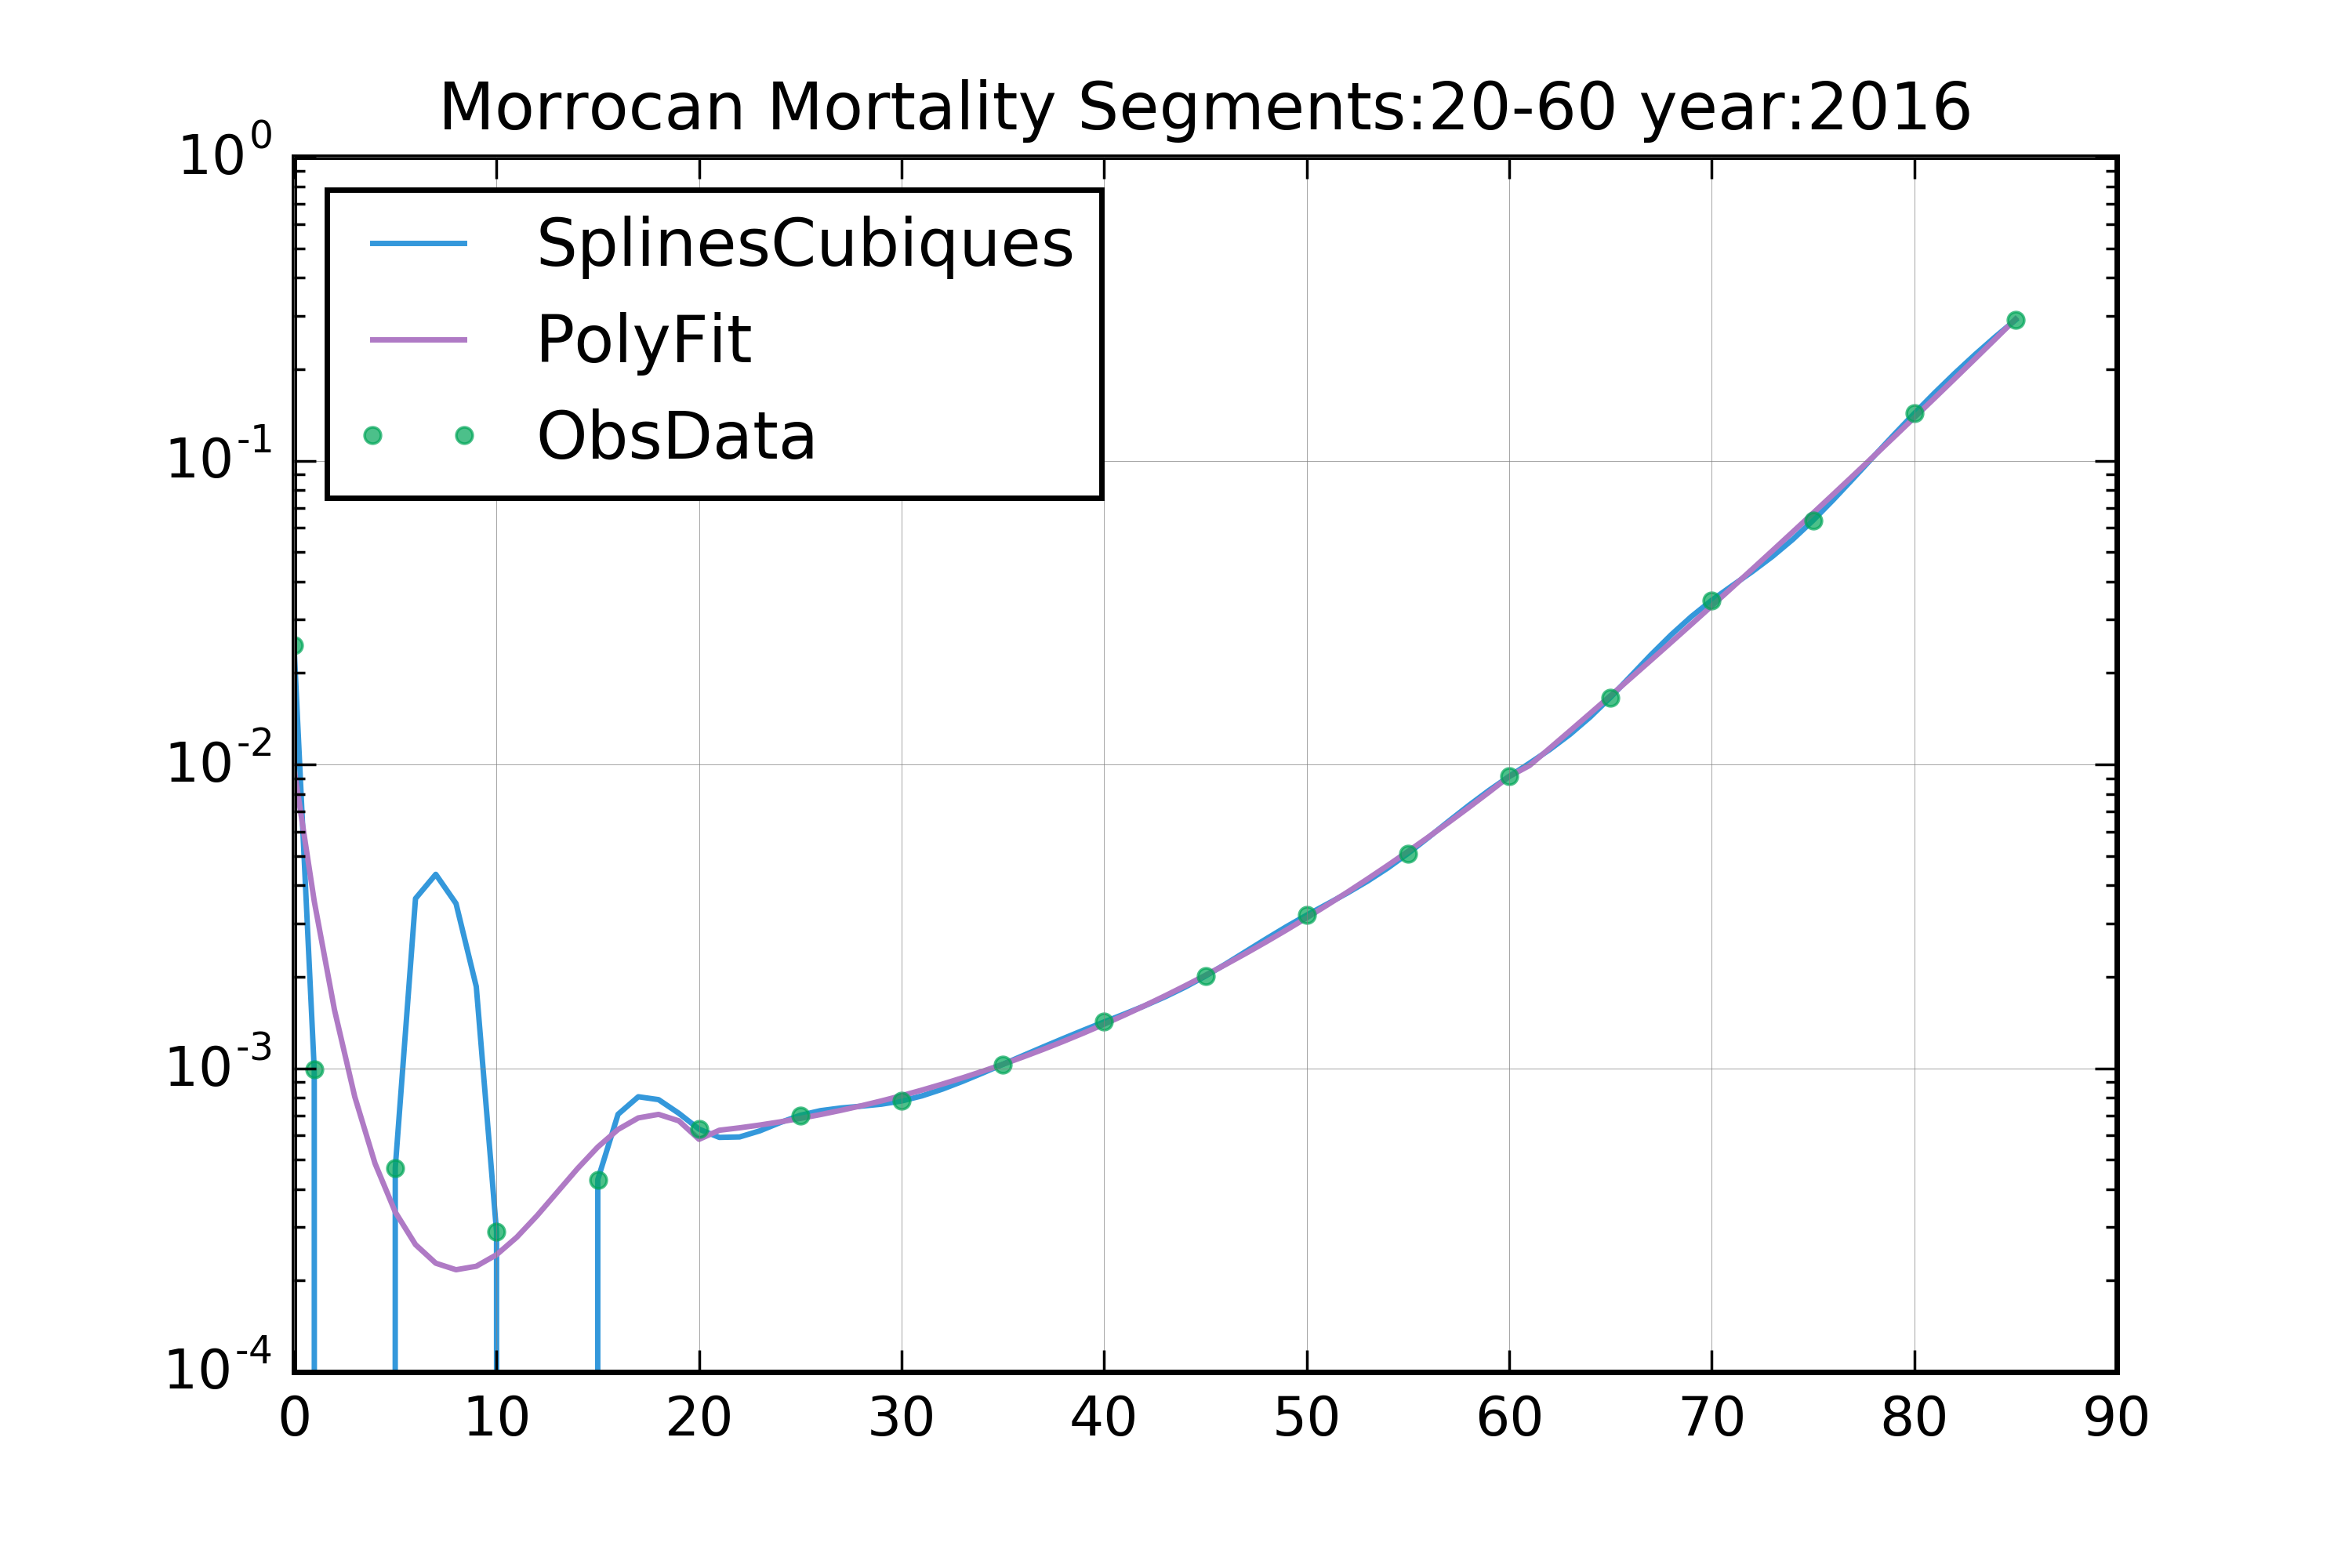 Morrocan Mortality Segments:20-60 year:2016
10^0
SplinesCubiques
PolyFit
ObsData
10^-1
10^-2
10^-3
10^-4
0 10 20 30 40 50 60 70 80 90